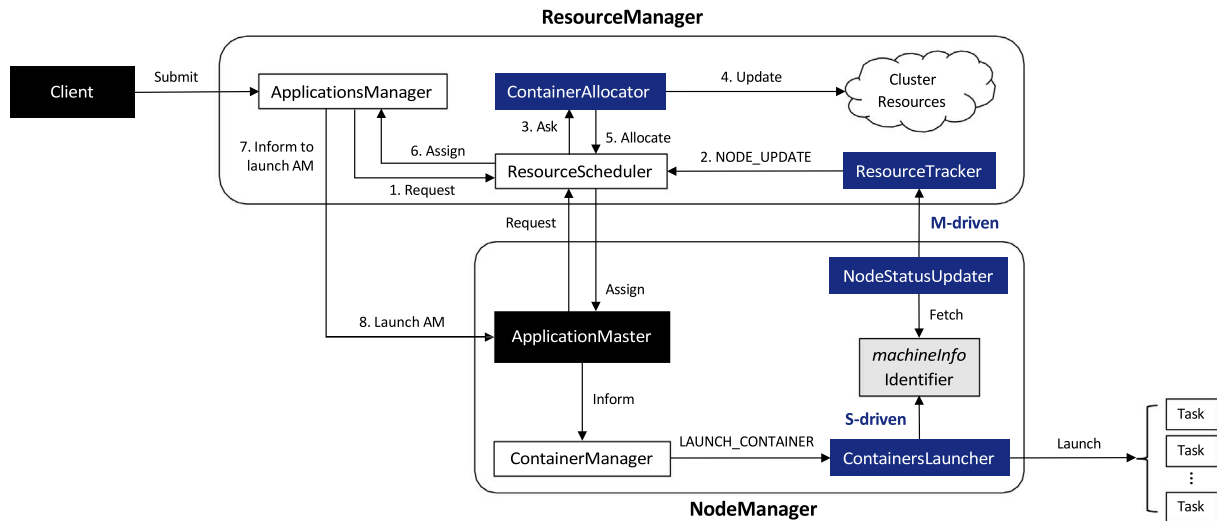 ResourceManager
Client
Submit
ApplicationsManager
ContainerAllocator
4. Update
Cluster
Resources
3. Ask
5. Allocate
7. Inform to
launch AM
6. Assign
ResourceScheduler
2. NODE_UPDATE
ResourceTracker
1. Request
Request
M-driven
NodeStatusUpdater
Assign
Fetch
8. Launch AM
ApplicationMaster
machineInfo
Identifier
Inform
S-driven
LAUNCH_CONTAINER
ContainerManager
ContainersLauncher
Launch
Task
Task
⋮
Task
NodeManager